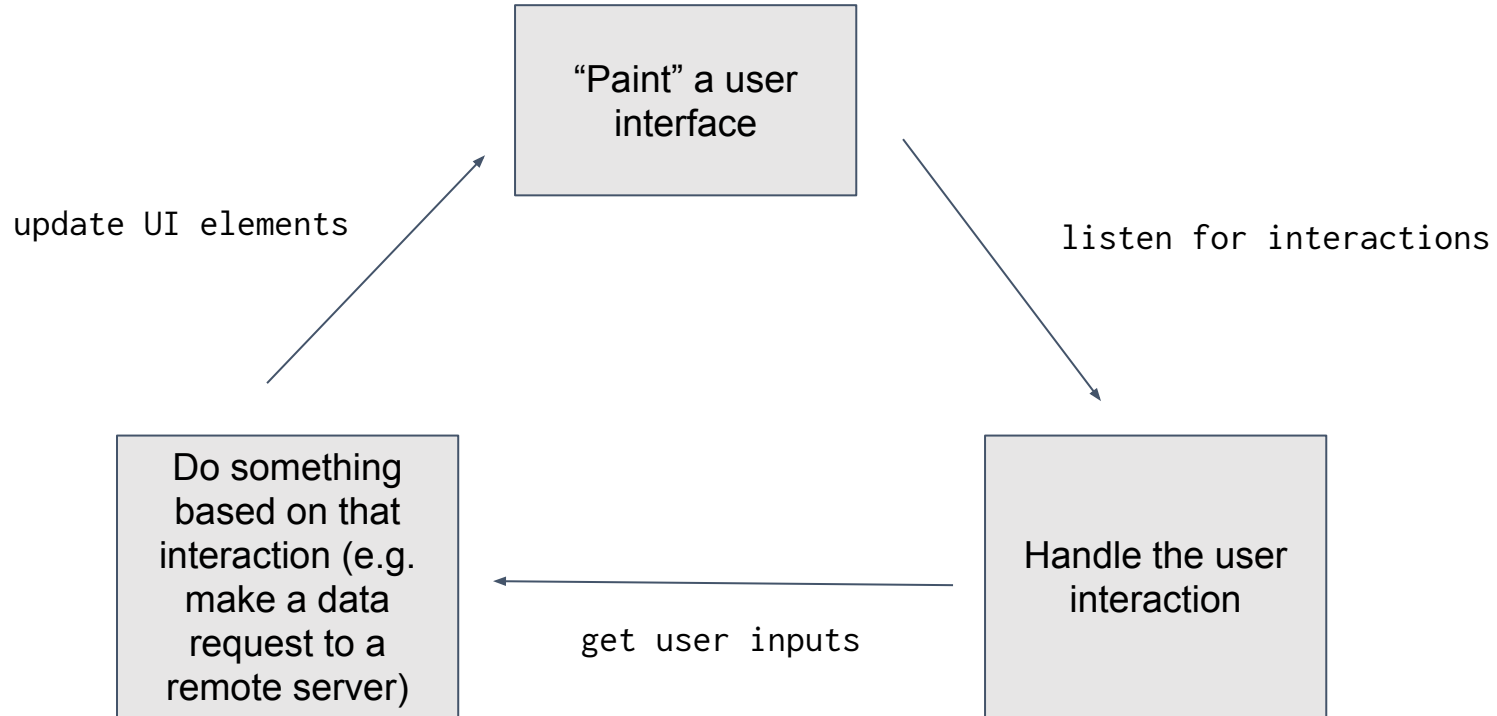 “Paint” a user
interface
update UI elements
listen for interactions
Do something
based on that
interaction (e.g.
make a data
request to a
remote server)
Handle the user
interaction
get user inputs